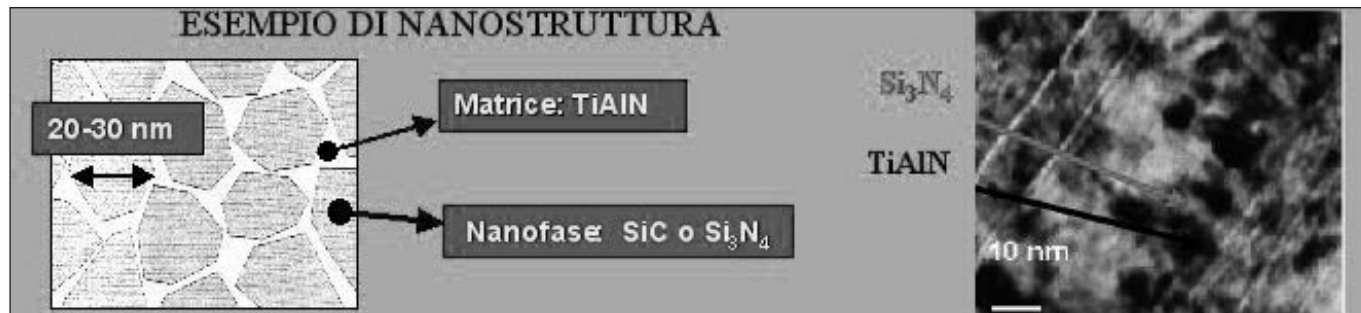 ESEMPIO DI NANOSTRUTTURA
20-30 nm
Matrice: TiAlN
Nanofase: SiC o Si₃N₄
Si₃N₄
TiAlN
10 nm